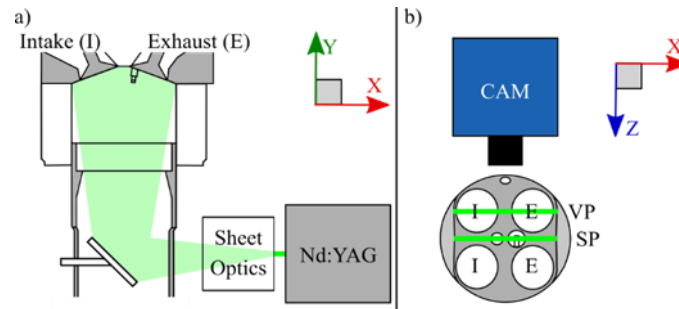 a)
Intake (I) Exhaust (E)
Y
X
Sheet
Optics
Nd:YAG
b)
CAM
X
Z
I E VP
SP
I E